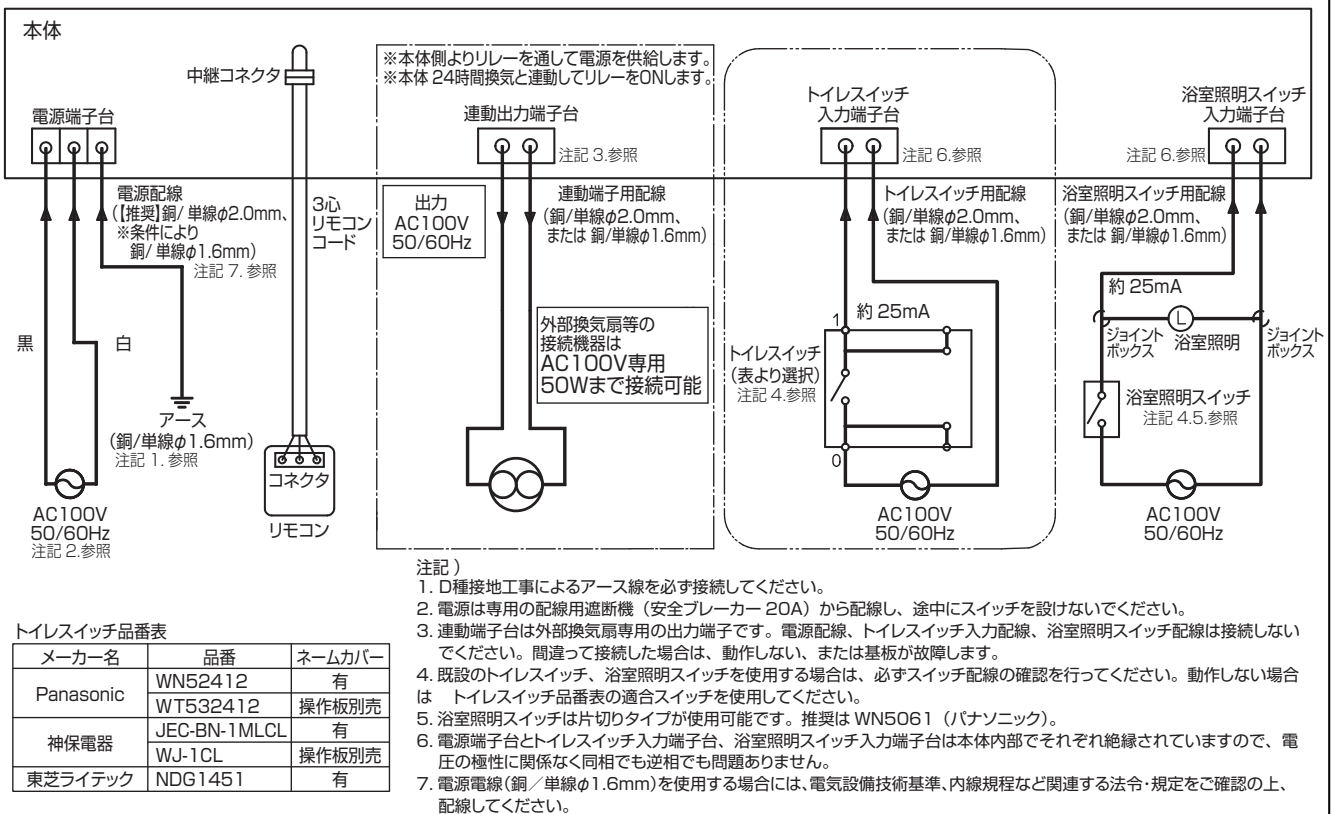 本体
中継コネクタ
※本体側よりリレーを通して電源を供給します。
※本体 24時間換気と連動してリレーをONします。
電源端子台
連動出力端子台
注記 3.参照
トイレスイッチ
入力端子台
注記 6.参照
浴室照明スイッチ
入力端子台
注記 6.参照
電源配線
(【推奨】銅/ 単線φ2.0mm、
※条件により
銅/ 単線φ1.6mm)
注記 7. 参照
3心
リモコン
コード
出力
AC100V
50/60Hz
連動端子用配線
(銅/単線φ2.0mm、
または 銅/単線φ1.6mm)
トイレスイッチ用配線
(銅/単線φ2.0mm、
または 銅/単線φ1.6mm)
浴室照明スイッチ用配線
(銅/単線φ2.0mm、
または 銅/単線φ1.6mm)
黒
白
アース
(銅/単線φ1.6mm)
注記 1. 参照
AC100V
50/60Hz
注記 2.参照
コネクタ
リモコン
外部換気扇等の
接続機器は
AC100V専用
50Wまで接続可能
約 25mA
1
トイレスイッチ
(表より選択)
注記 4.参照
0
AC100V
50/60Hz
約 25mA
L
ジョイント
ボックス
浴室照明
ジョイント
ボックス
浴室照明スイッチ
注記 4.5.参照
AC100V
50/60Hz
注記 )
1. D種接地工事によるアース線を必ず接続してください。
2. 電源は専用の配線用遮断機（安全ブレーカー 20A）から配線し、途中にスイッチを設けないでください。
3. 連動端子台は外部換気扇専用の出力端子です。電源配線、トイレスイッチ入力配線、浴室照明スイッチ配線は接続しない
でください。間違って接続した場合は、動作しない、または基板が故障します。
4. 既設のトイレスイッチ、浴室照明スイッチを使用する場合は、必ずスイッチ配線の確認を行ってください。動作しない場合
は トイレスイッチ品番表の適合スイッチを使用してください。
5. 浴室照明スイッチは片切りタイプが使用可能です。推奨は WN5061（パナソニック）。
6. 電源端子台とトイレスイッチ入力端子台、浴室照明スイッチ入力端子台は本体内部でそれぞれ絶縁されていますので、電
圧の極性に関係なく同相でも逆相でも問題ありません。
7. 電源電線(銅／単線φ1.6mm)を使用する場合には、電気設備技術基準、内線規程など関連する法令・規定をご確認の上、
配線してください。
トイレスイッチ品番表
メーカー名 品番 ネームカバー
Panasonic WN52412 有
WT532412 操作板別売
神保電器 JEC-BN-1MLCL 有
WJ-1CL 操作板別売
東芝ライテック NDG1451 有